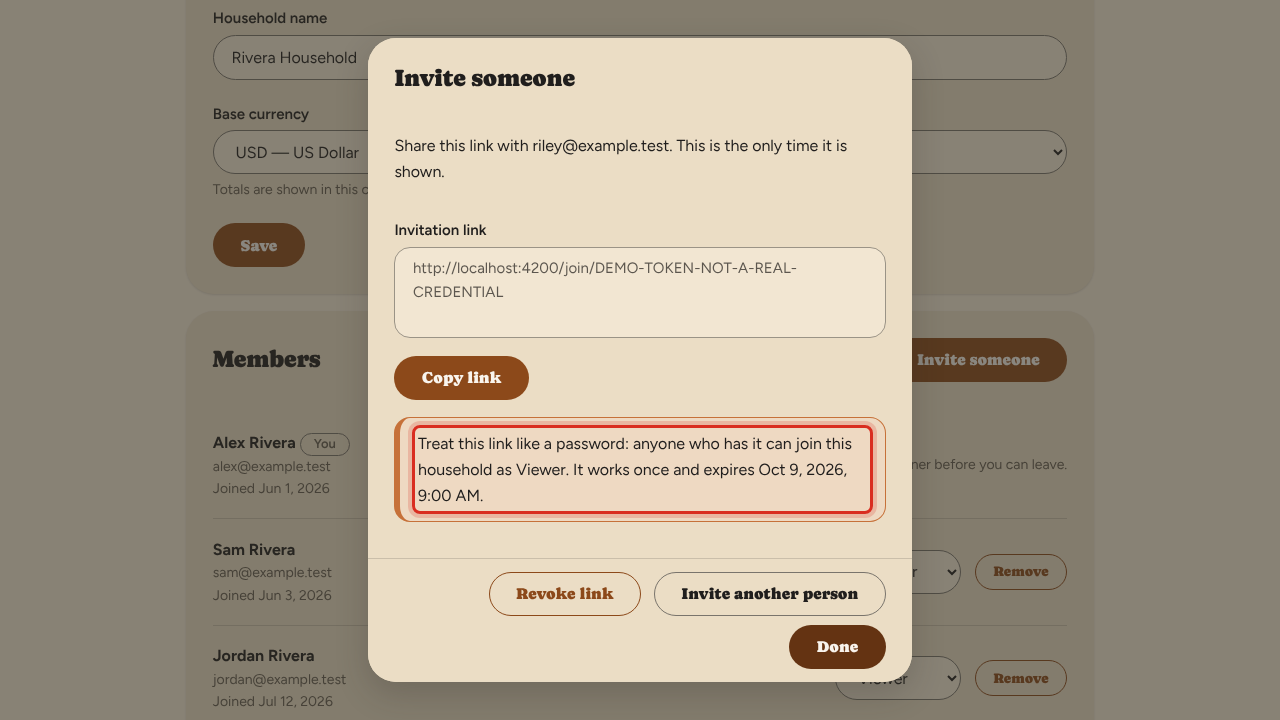 Household name
Rivera Household
Base currency
USD — US Dollar
Totals are shown in this c
Save
Members
Invite someone
Alex Rivera You
alex@example.test
Joined Jun 1, 2026
ner before you can leave.
Sam Rivera
sam@example.test
Joined Jun 3, 2026
Remove
Jordan Rivera
jordan@example.test
Joined Jul 12, 2026
Viewer
Remove
Invite someone
Share this link with riley@example.test. This is the only time it is
shown.
Invitation link
http://localhost:4200/join/DEMO-TOKEN-NOT-A-REAL-
CREDENTIAL
Copy link
Treat this link like a password: anyone who has it can join this
household as Viewer. It works once and expires Oct 9, 2026,
9:00 AM.
Revoke link
Invite another person
Done